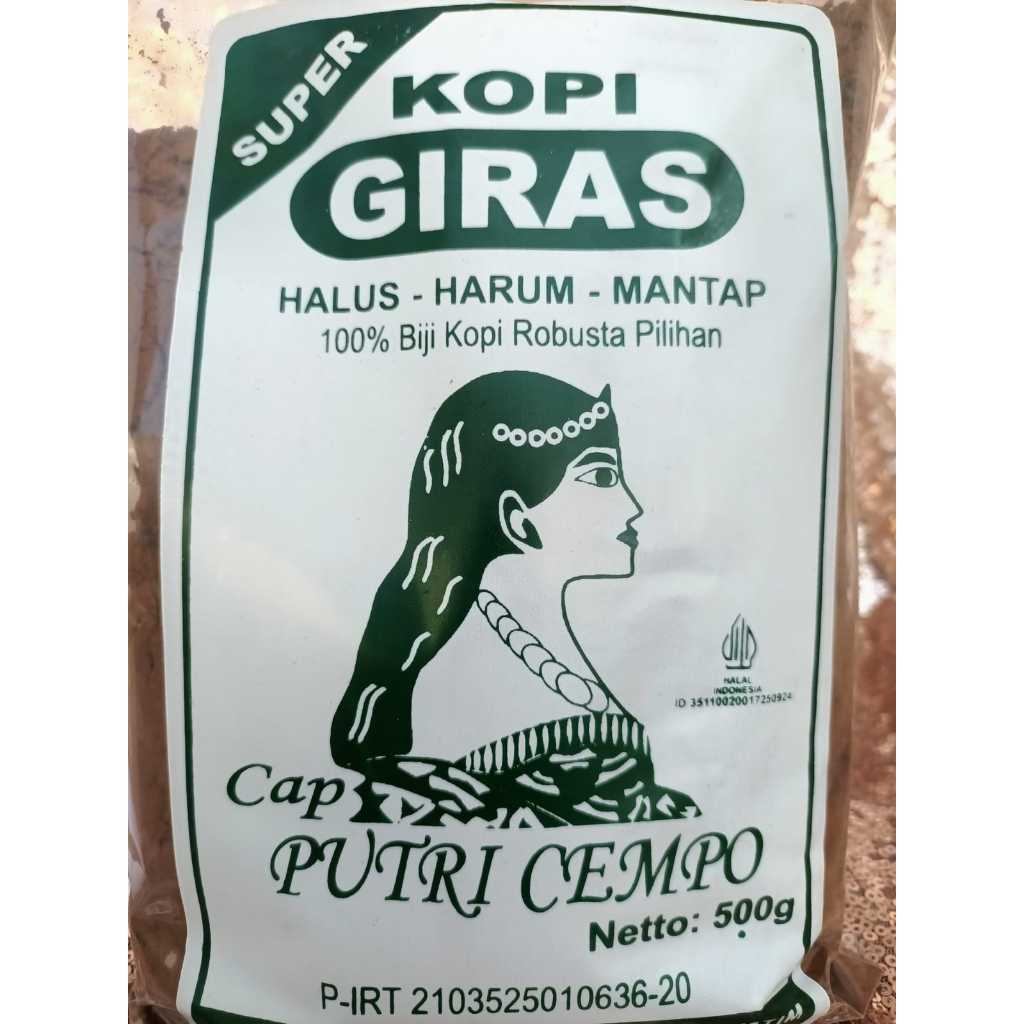 SUPER
KOPI
GIRAS
HALUS - HARUM - MANTAP
100% Biji Kopi Robusta Pilihan
HALAL
INDONESIA
ID 35110020017250924
Cap
PUTRI CEMPO
Netto: 500g
P-IRT 2103525010636-20